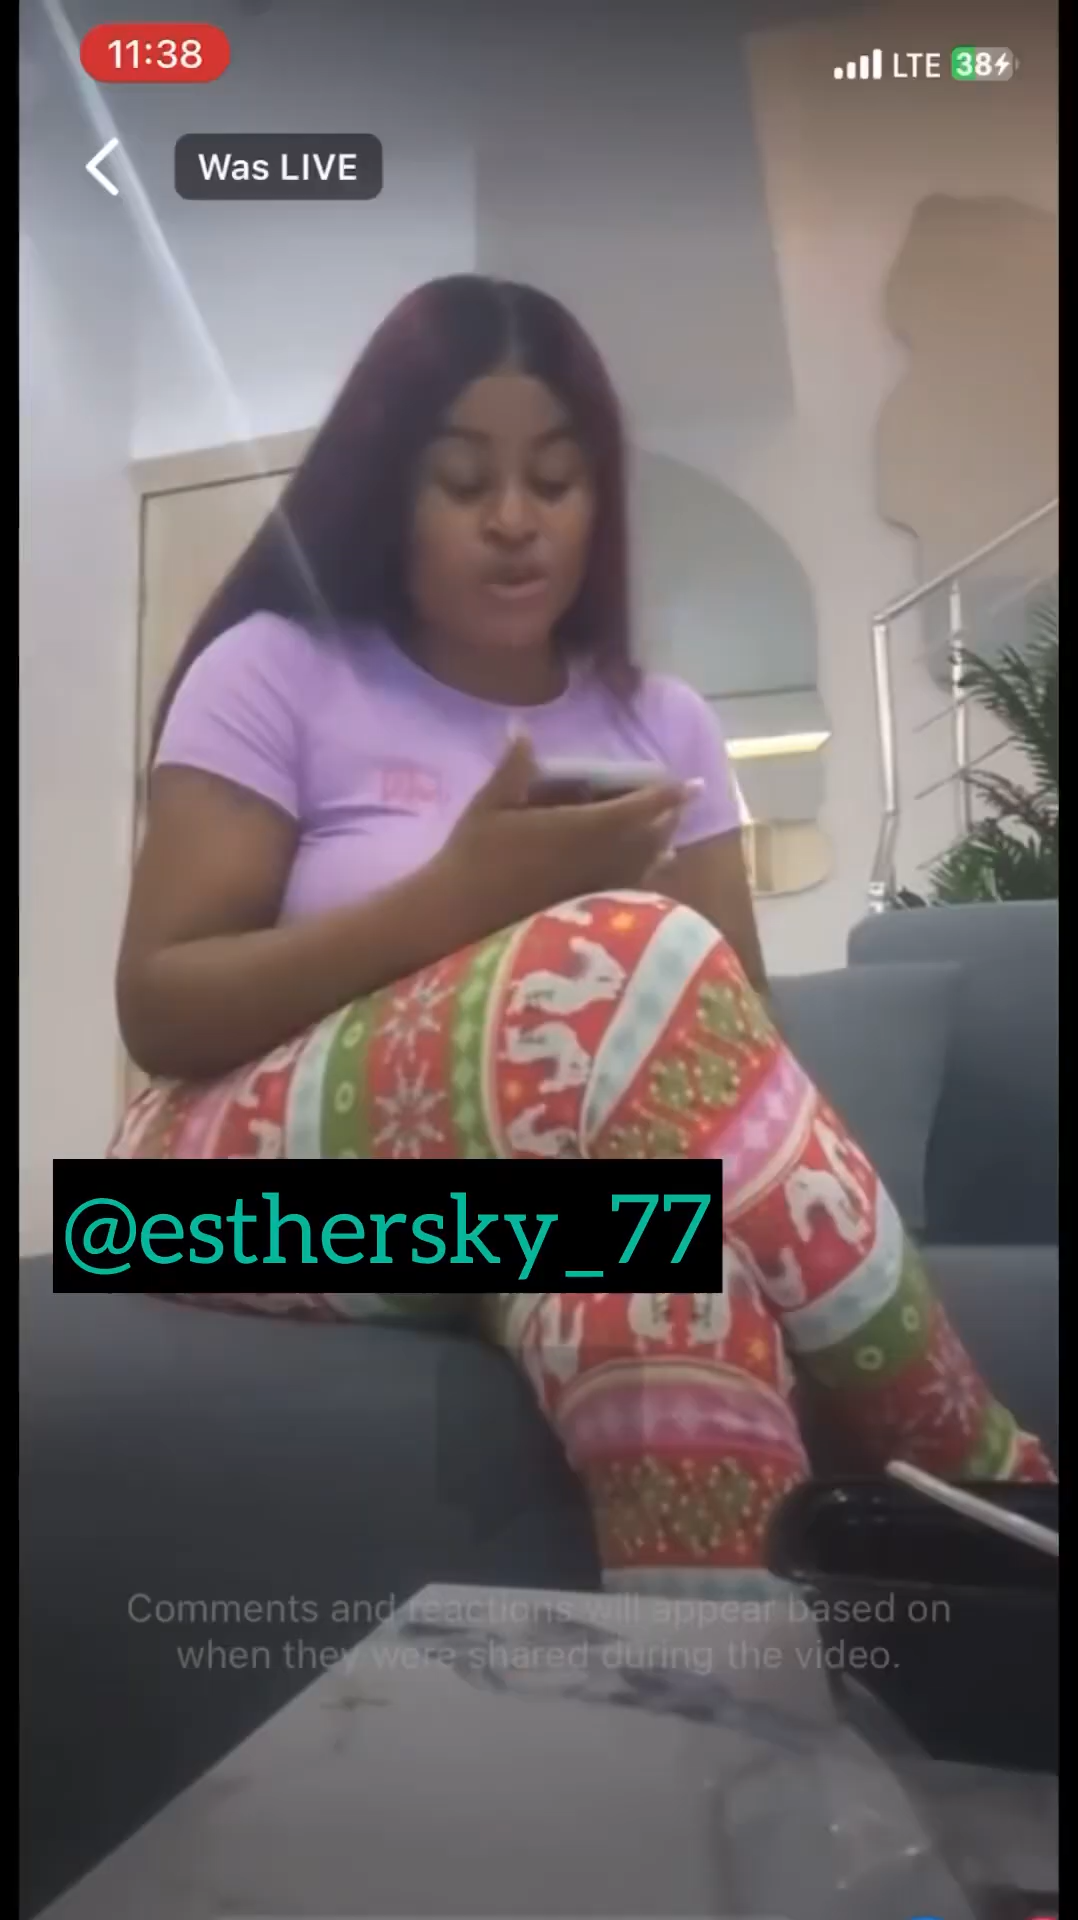 11:38
LTE 38
Was LIVE
@esthersky_77
Comments and reactions will appear based on
when they were shared during the video.